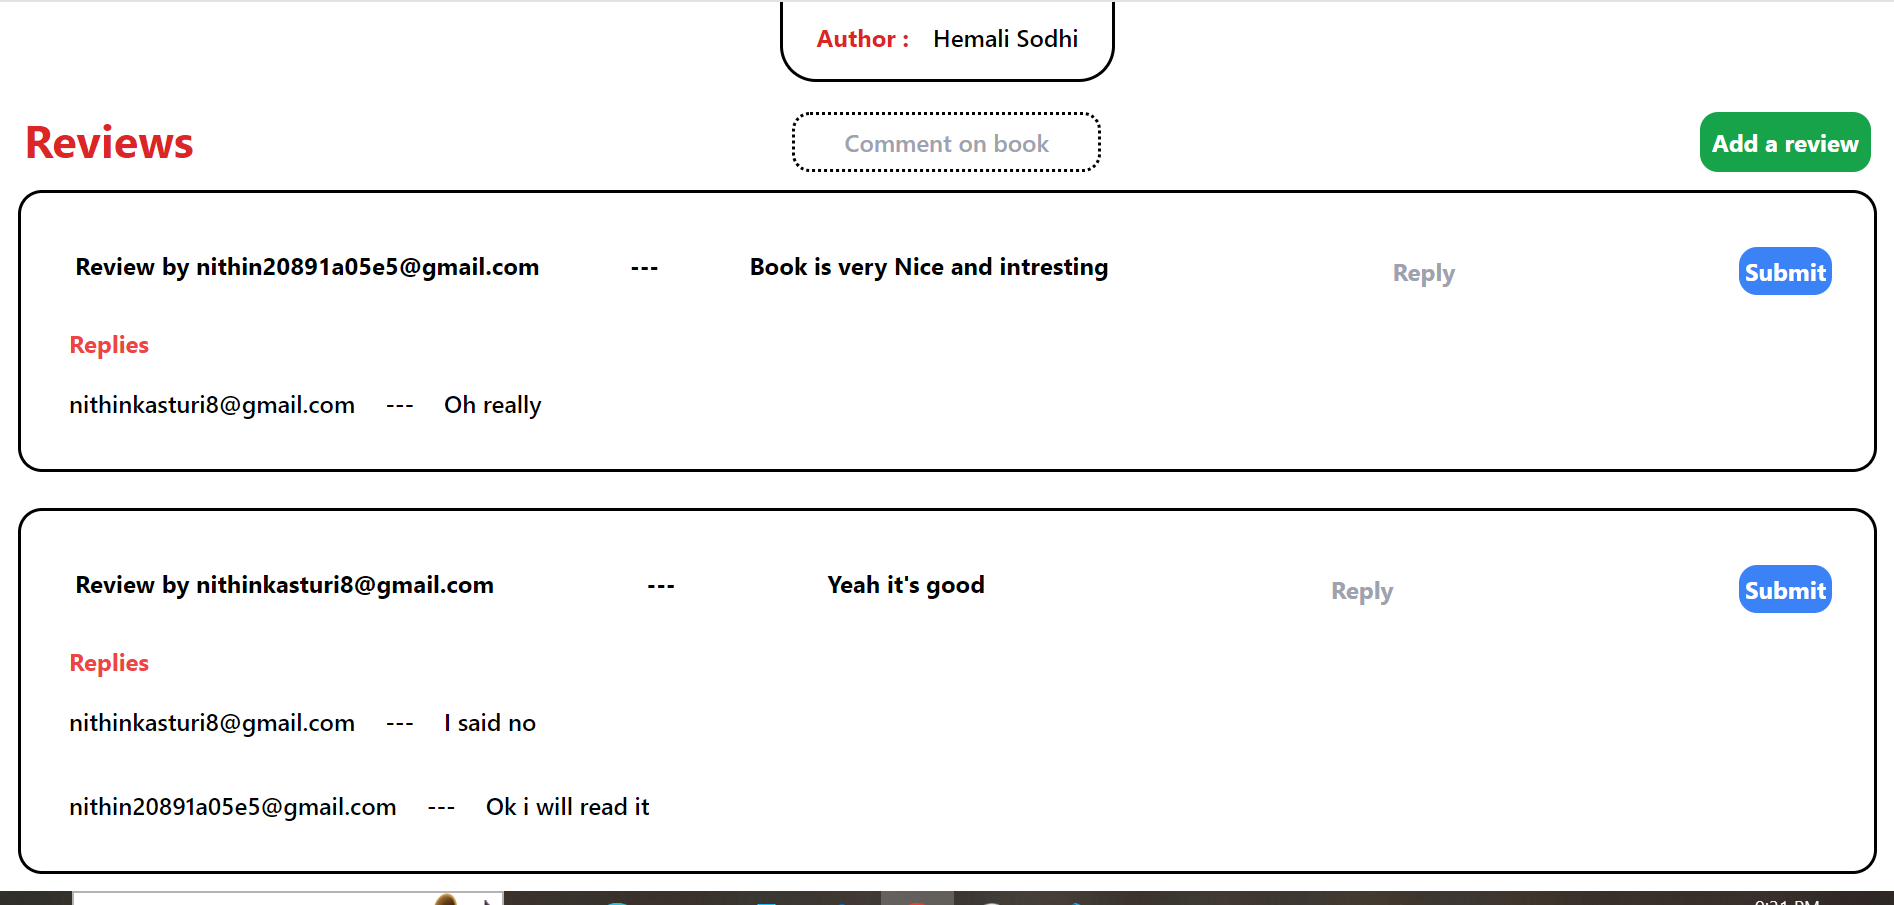 Author : Hemali Sodhi
Reviews Comment on book Add a review
Review by nithin20891a05e5@gmail.com --- Book is very Nice and intresting Reply Submit
Replies
nithinkasturi8@gmail.com --- Oh really
Review by nithinkasturi8@gmail.com --- Yeah it's good Reply Submit
Replies
nithinkasturi8@gmail.com --- I said no
nithin20891a05e5@gmail.com --- Ok i will read it